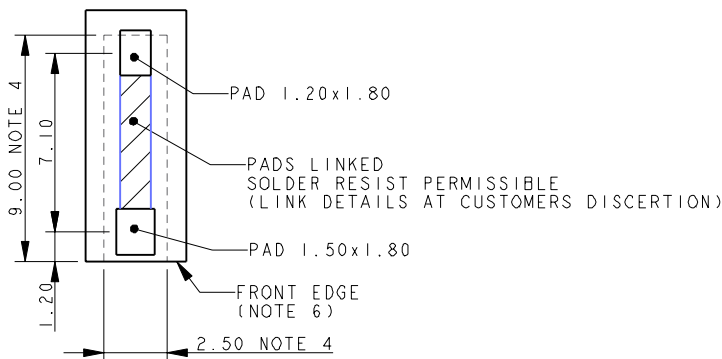 9.00 NOTE 4
7.10
1.20
PAD 1.20x1.80
PADS LINKED
SOLDER RESIST PERMISSIBLE
(LINK DETAILS AT CUSTOMERS DISCERTION)
PAD 1.50x1.80
FRONT EDGE
(NOTE 6)
2.50 NOTE 4